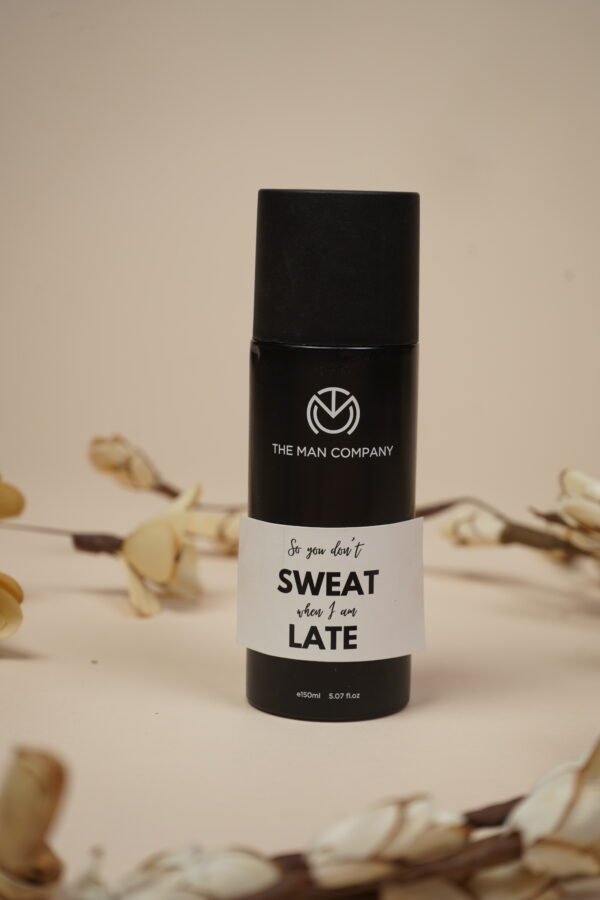 THE MAN COMPANY
So you don't
SWEAT
when I am
LATE
e150ml 5.07 fl.oz